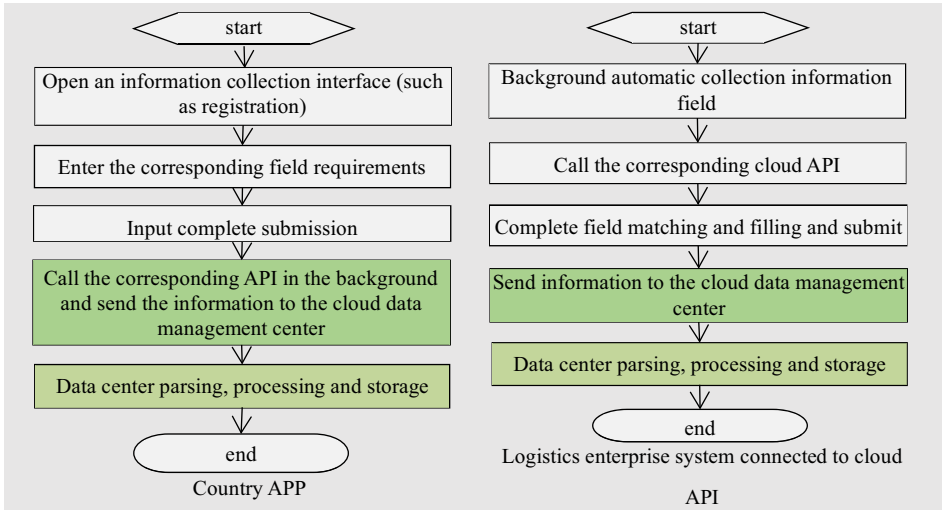 start
Open an information collection interface (such
as registration)
Enter the corresponding field requirements
Input complete submission
Call the corresponding API in the background
and send the information to the cloud data
management center
Data center parsing, processing and storage
end
Country APP
start
Background automatic collection information
field
Call the corresponding cloud API
Complete field matching and filling and submit
Send information to the cloud data management
center
Data center parsing, processing and storage
end
Logistics enterprise system connected to cloud
API